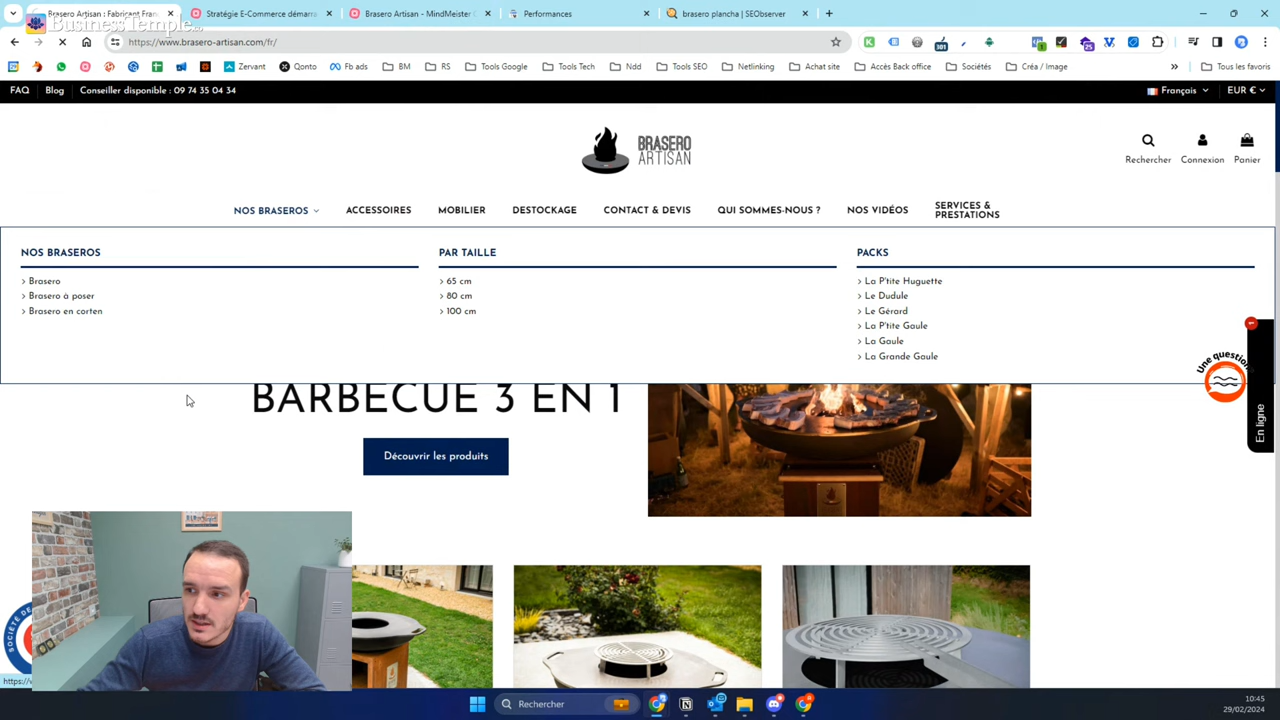 Brasero Artisan : Fabricant Fran
Stratégie E-Commerce démarra
Brasero Artisan - MindMeister
Performances
brasero plancha | SEObserver
BusinessTemple
https://www.brasero-artisan.com/fr/
Zervant
Qonto
Fb ads
BM
RS
Tools Google
Tools Tech
Ndd
Tools SEO
Netlinking
Achat site
Accès Back office
Sociétés
Créa / Image
Tous les favoris
FAQ
Blog
Conseiller disponible : 09 74 35 04 34
Français
EUR €
BRASERO
ARTISAN
Rechercher
Connexion
Panier
NOS BRASEROS
ACCESSOIRES
MOBILIER
DESTOCKAGE
CONTACT & DEVIS
QUI SOMMES-NOUS ?
NOS VIDÉOS
SERVICES &
PRESTATIONS
NOS BRASEROS
> Brasero
> Brasero à poser
> Brasero en corten
PAR TAILLE
> 65 cm
> 80 cm
> 100 cm
PACKS
> La P'tite Huguette
> Le Dudule
> Le Gérard
> La P'tite Gaule
> La Gaule
> La Grande Gaule
Une question
En ligne
BARBECUE 3 EN 1
Découvrir les produits
SOCIÉTÉ DE
Rechercher
10:45
29/02/2024